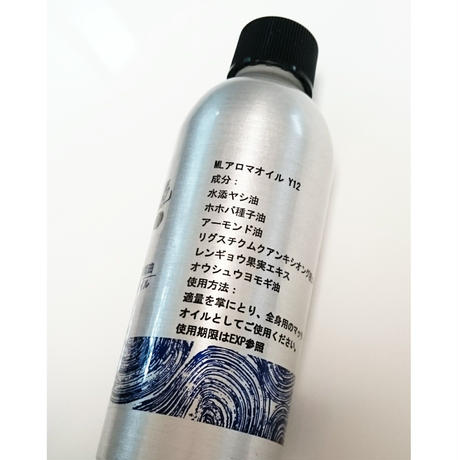 MLアロマオイル Y12
成分：
水添ヤシ油
ホホバ種子油
アーモンド油
リグスチクムクアンキシオング
レンギョウ果実エキス
オウシュウヨモギ油
使用方法：
適量を掌にとり、全身用のマッ
オイルとしてご使用ください。
使用期限はEXP参照